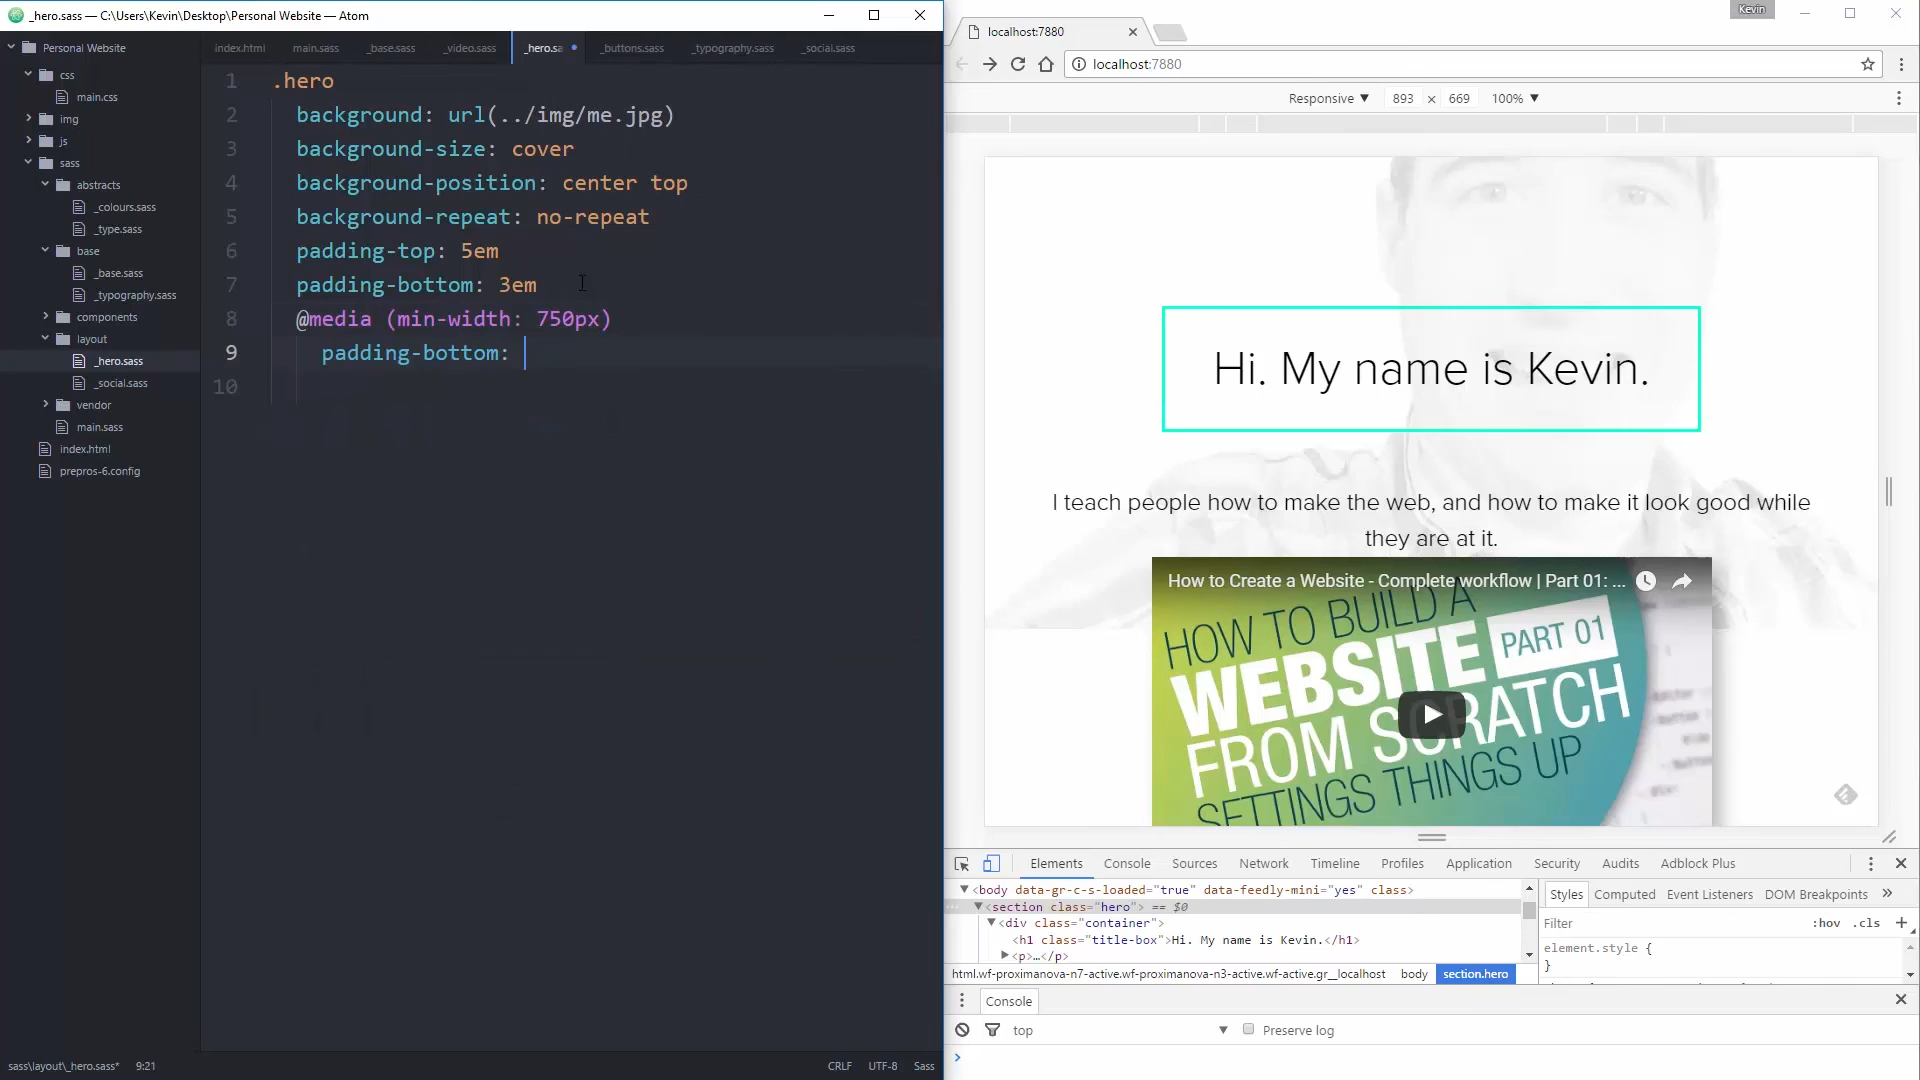 _hero.sass — C:\Users\Kevin\Desktop\Personal Website — Atom
Personal Website
css
main.css
img
js
sass
abstracts
_colours.sass
_type.sass
base
_base.sass
_typography.sass
components
layout
_hero.sass
_social.sass
vendor
main.sass
index.html
prepros-6.config
index.html main.sass _base.sass _video.sass _hero.sa _buttons.sass _typography.sass _social.sass
1 .hero
2 background: url(../img/me.jpg)
3 background-size: cover
4 background-position: center top
5 background-repeat: no-repeat
6 padding-top: 5em
7 padding-bottom: 3em
8 @media (min-width: 750px)
9 padding-bottom:
10
sass\layout\_hero.sass* 9:21 CRLF UTF-8 Sass
Kevin
localhost:7880
localhost:7880
Responsive 893 × 669 100%
Hi. My name is Kevin.
I teach people how to make the web, and how to make it look good while
they are at it.
How to Create a Website - Complete workflow | Part 01: ...
HOW TO BUILD A
WEBSITE PART 01
FROM SCRATCH
SETTINGS THINGS UP
Elements Console Sources Network Timeline Profiles Application Security Audits Adblock Plus
<body data-gr-c-s-loaded="true" data-feedly-mini="yes" class>
<section class="hero"> == $0
<div class="container">
<h1 class="title-box">Hi. My name is Kevin.</h1>
<p>…</p>
html.wf-proximanova-n7-active.wf-proximanova-n3-active.wf-active.gr__localhost body section.hero
Styles Computed Event Listeners DOM Breakpoints »
Filter :hov .cls +
element.style {
}
Console
top Preserve log
>